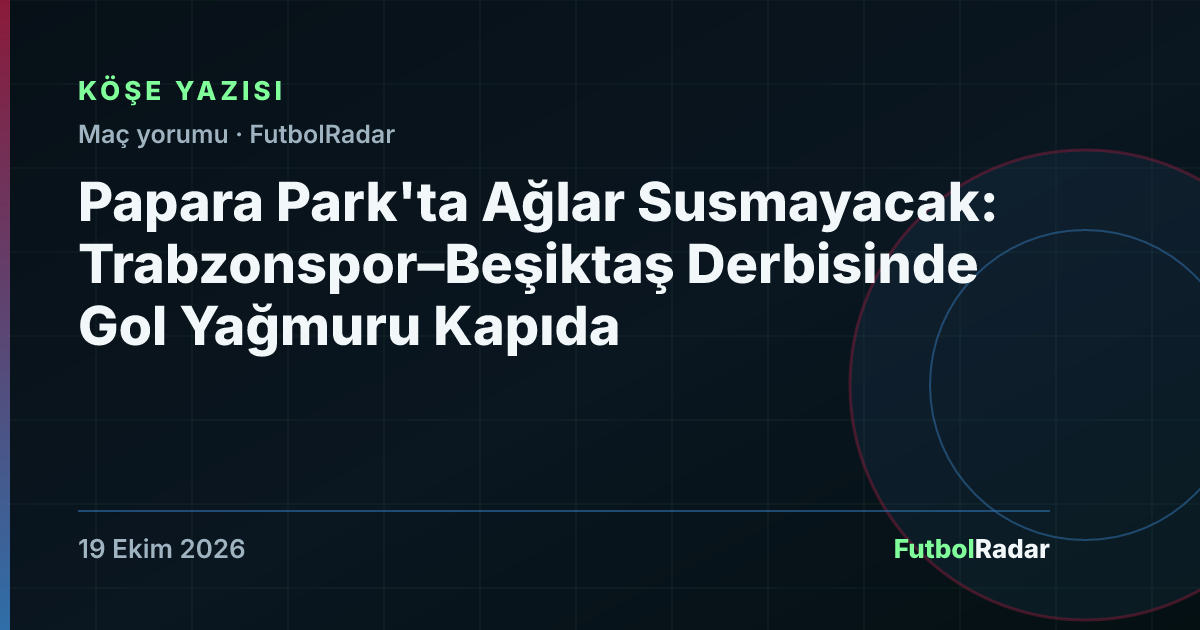 KÖŞE YAZISI
Maç yorumu · FutbolRadar
Papara Park'ta Ağlar Susmayacak:
Trabzonspor–Beşiktaş Derbisinde
Gol Yağmuru Kapıda
19 Ekim 2026
FutbolRadar